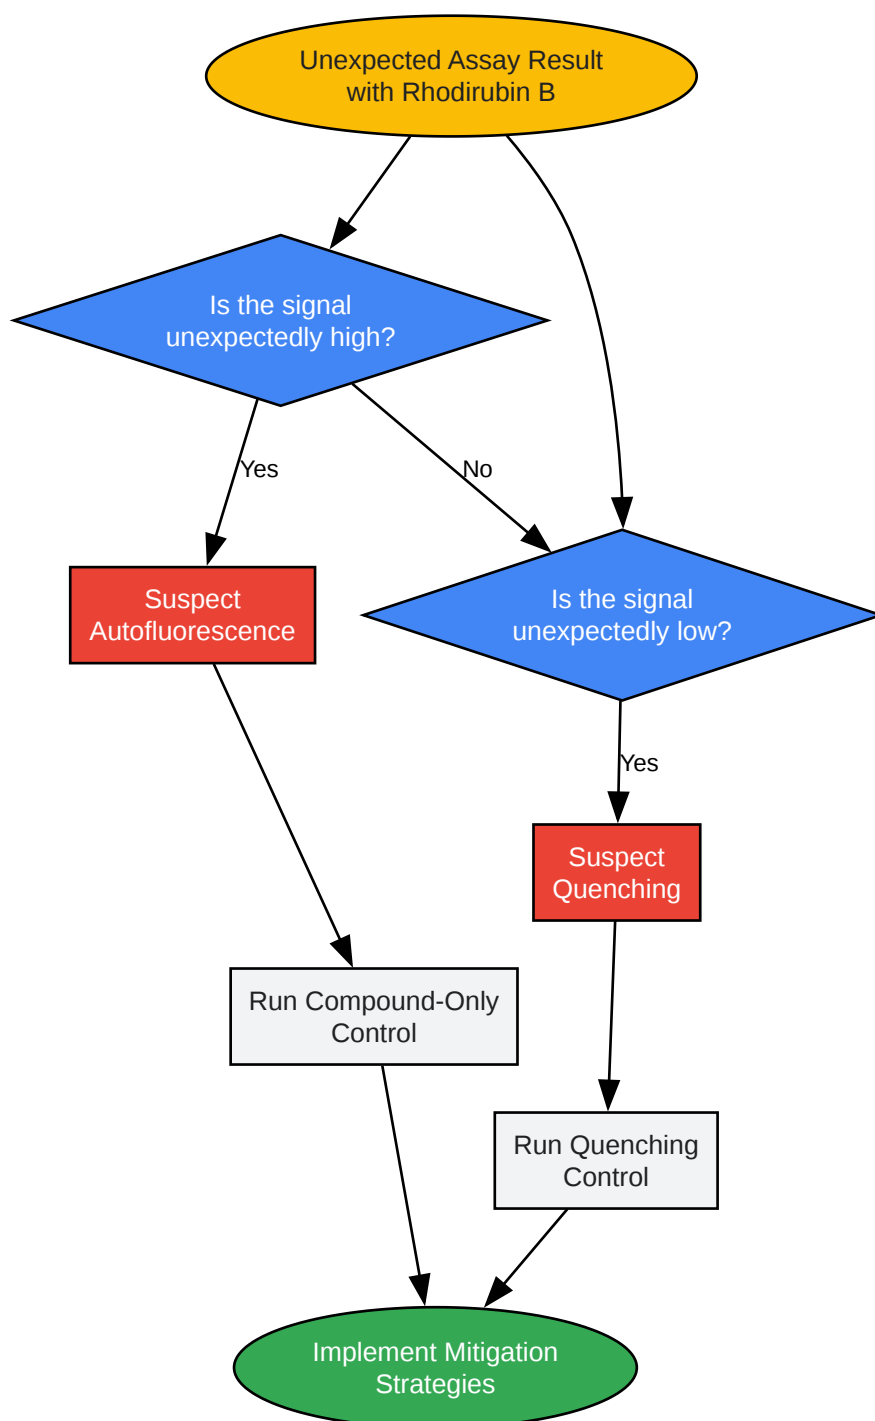 Unexpected Assay Result
with Rhodirubin B
Is the signal
unexpectedly high?
Yes
No
Suspect
Autofluorescence
Is the signal
unexpectedly low?
Yes
Suspect
Quenching
Run Compound-Only
Control
Run Quenching
Control
Implement Mitigation
Strategies